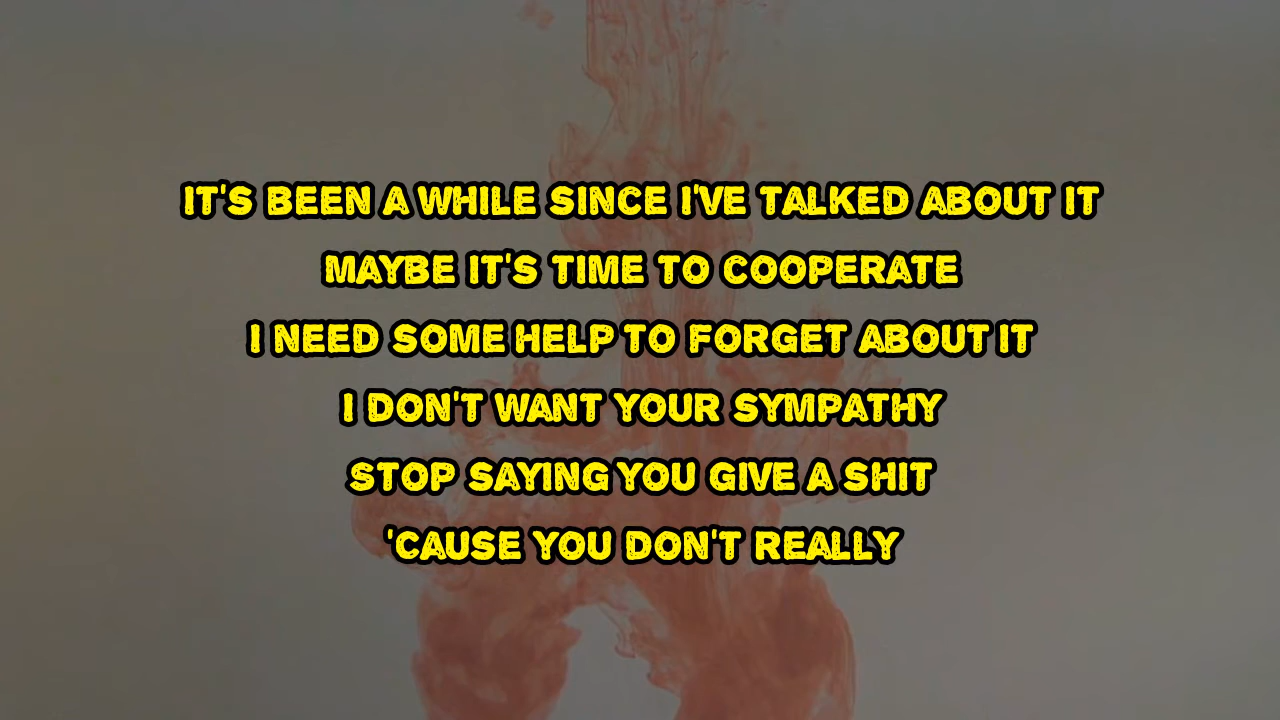 IT'S BEEN A WHILE SINCE I'VE TALKED ABOUT IT
MAYBE IT'S TIME TO COOPERATE
I NEED SOME HELP TO FORGET ABOUT IT
I DON'T WANT YOUR SYMPATHY
STOP SAYING YOU GIVE A SHIT
'CAUSE YOU DON'T REALLY